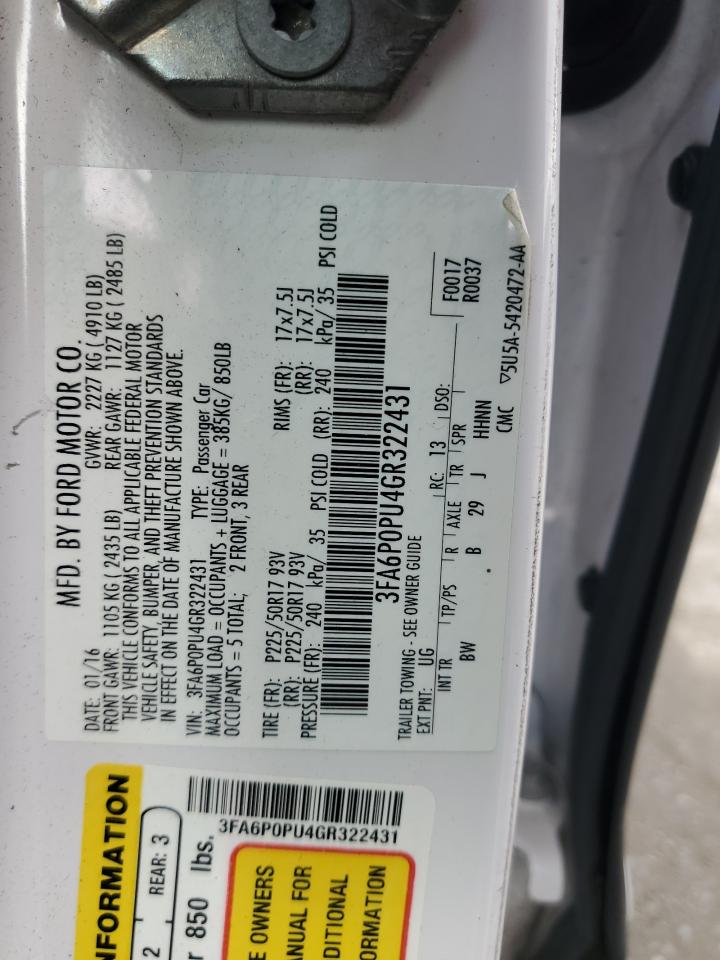 MFD. BY FORD MOTOR CO.
DATE: 01/16 GVWR: 2227 KG ( 4910 LB)
FRONT GAWR: 1105 KG ( 2435 LB) REAR GAWR: 1127 KG ( 2485 LB)
THIS VEHICLE CONFORMS TO ALL APPLICABLE FEDERAL MOTOR
VEHICLE SAFETY, BUMPER, AND THEFT PREVENTION STANDARDS
IN EFFECT ON THE DATE OF MANUFACTURE SHOWN ABOVE.
VIN: 3FA6P0PU4GR322431 TYPE: Passenger Car
MAXIMUM LOAD = OCCUPANTS + LUGGAGE = 385KG/ 850LB
OCCUPANTS = 5 TOTAL; 2 FRONT, 3 REAR
TIRE (FR): P225/50R17 93V RIMS (FR): 17x7.5J
(RR): P225/50R17 93V (RR): 17x7.5J
PRESSURE (FR): 240 kPa/ 35 PSI COLD (RR): 240 kPa/ 35 PSI COLD
3FA6P0PU4GR322431
TRAILER TOWING - SEE OWNER GUIDE
EXT PNT: UG RC: 13 DSO: F0017
R0037
INT TR TP/PS R AXLE TR SPR
BW B 29 J HHNN
CMC ▽5U5A-5420472-AA
NFORMATION
2 REAR: 3
r 850 lbs.
3FA6P0PU4GR322431
E OWNERS
ANUAL FOR
DITIONAL
ORMATION